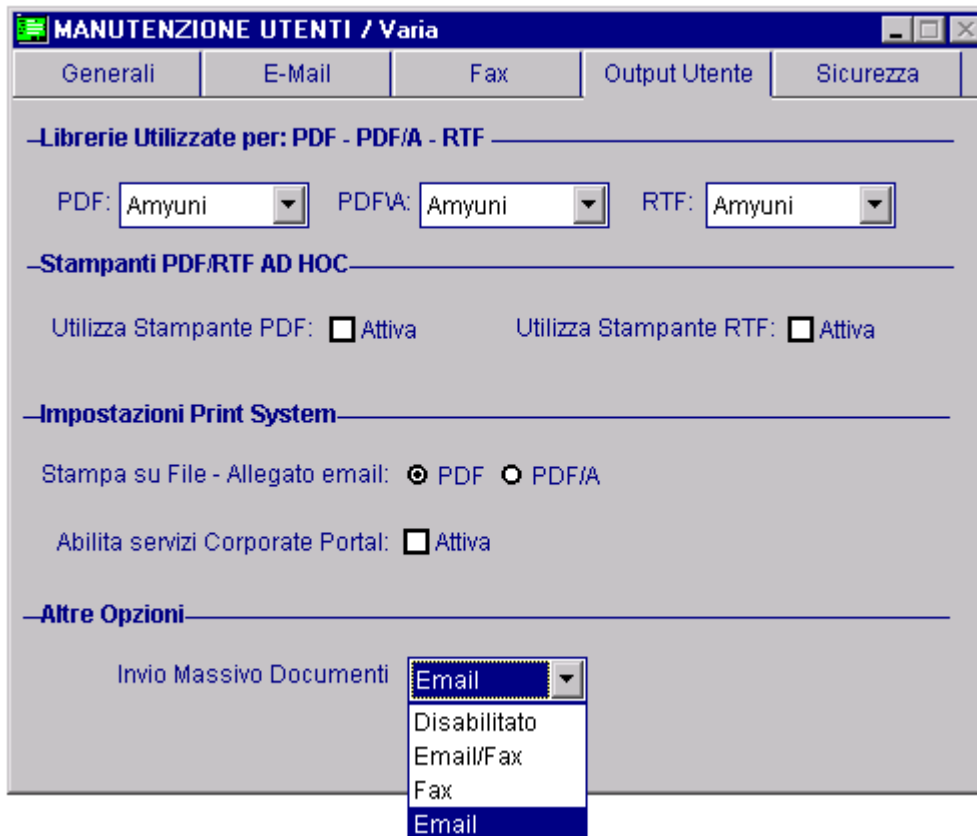 MANUTENZIONE UTENTI / Varia
Generali E-Mail Fax Output Utente Sicurezza
Librerie Utilizzate per: PDF - PDF/A - RTF
PDF: Amyuni PDF\A: Amyuni RTF: Amyuni
Stampanti PDF/RTF AD HOC
Utilizza Stampante PDF: Attiva Utilizza Stampante RTF: Attiva
Impostazioni Print System
Stampa su File - Allegato email: PDF PDF/A
Abilita servizi Corporate Portal: Attiva
Altre Opzioni
Invio Massivo Documenti Email
Disabilitato
Email/Fax
Fax
Email